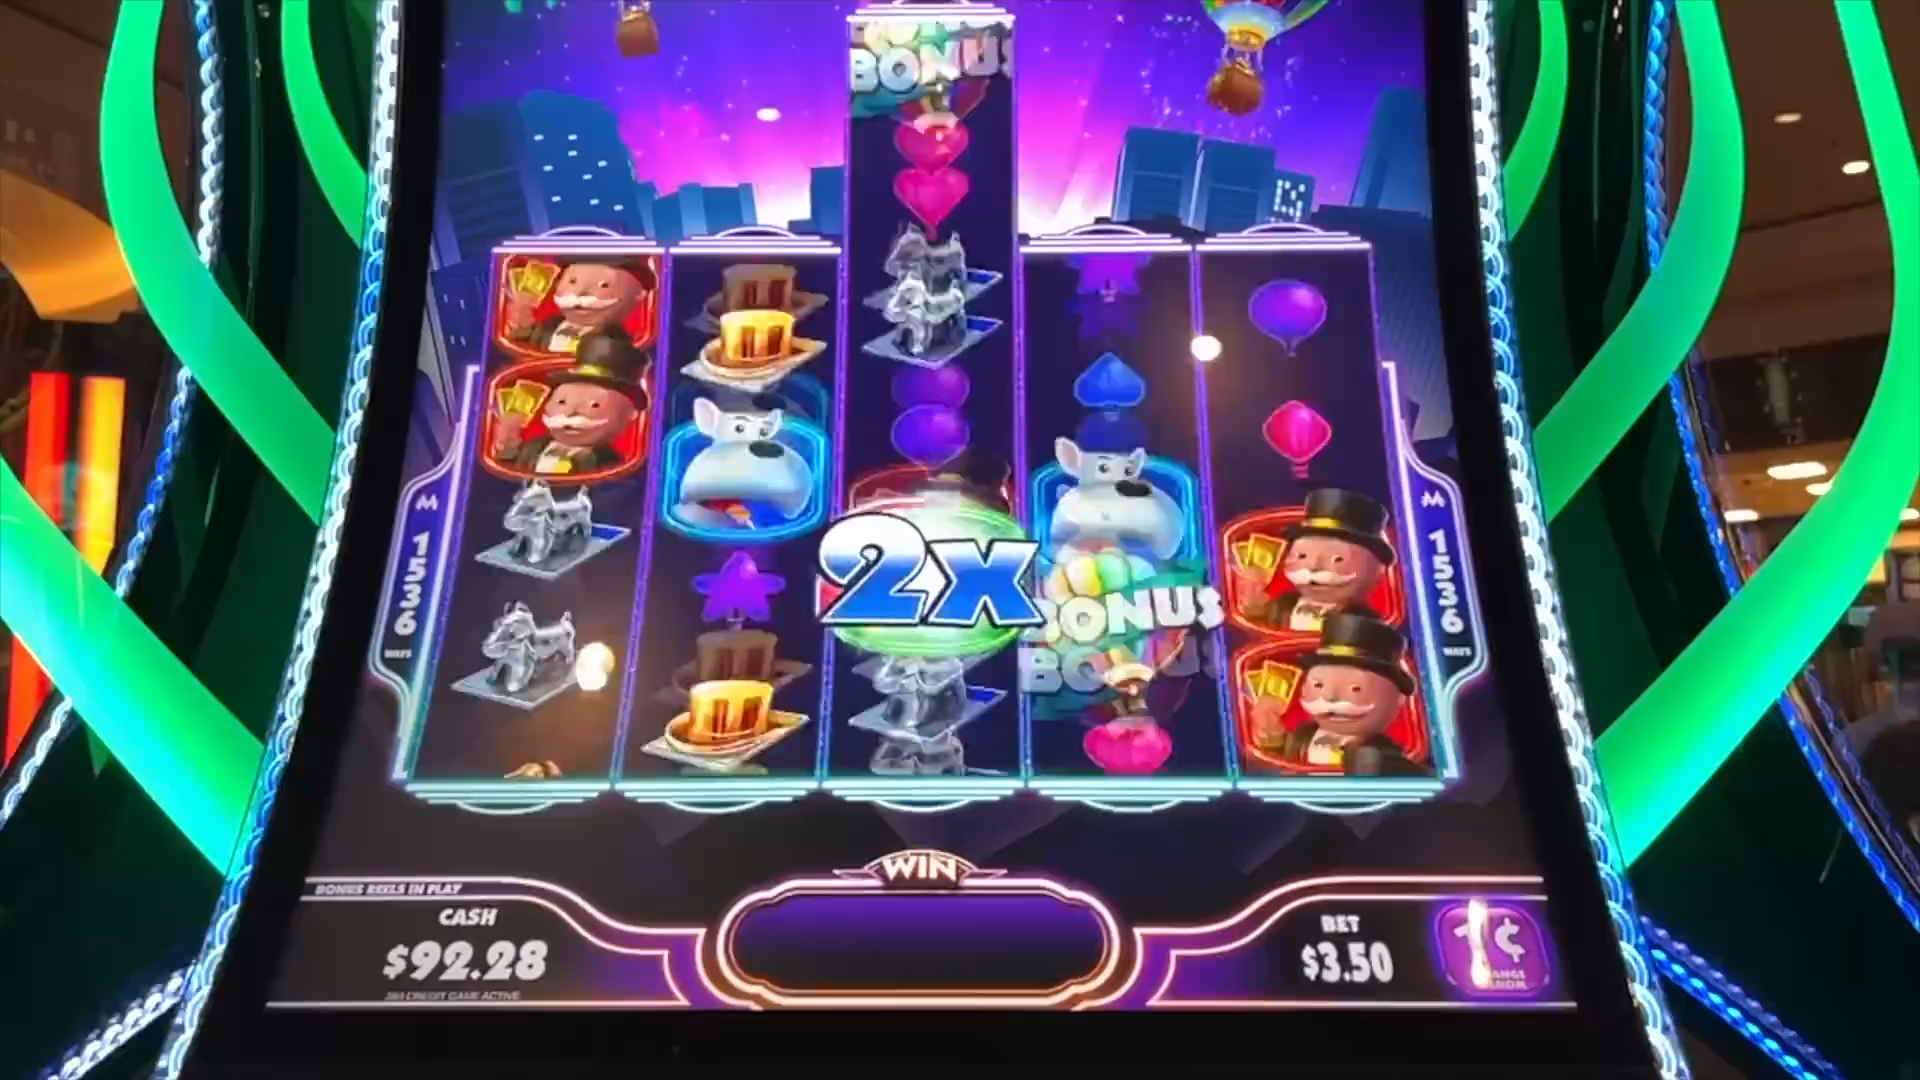 BONUS
2x
BONUS
BONUS
1536
WAYS
1536
WAYS
WIN
BONUS REELS IN PLAY
CASH
$92.28
BET
$3.50
1¢